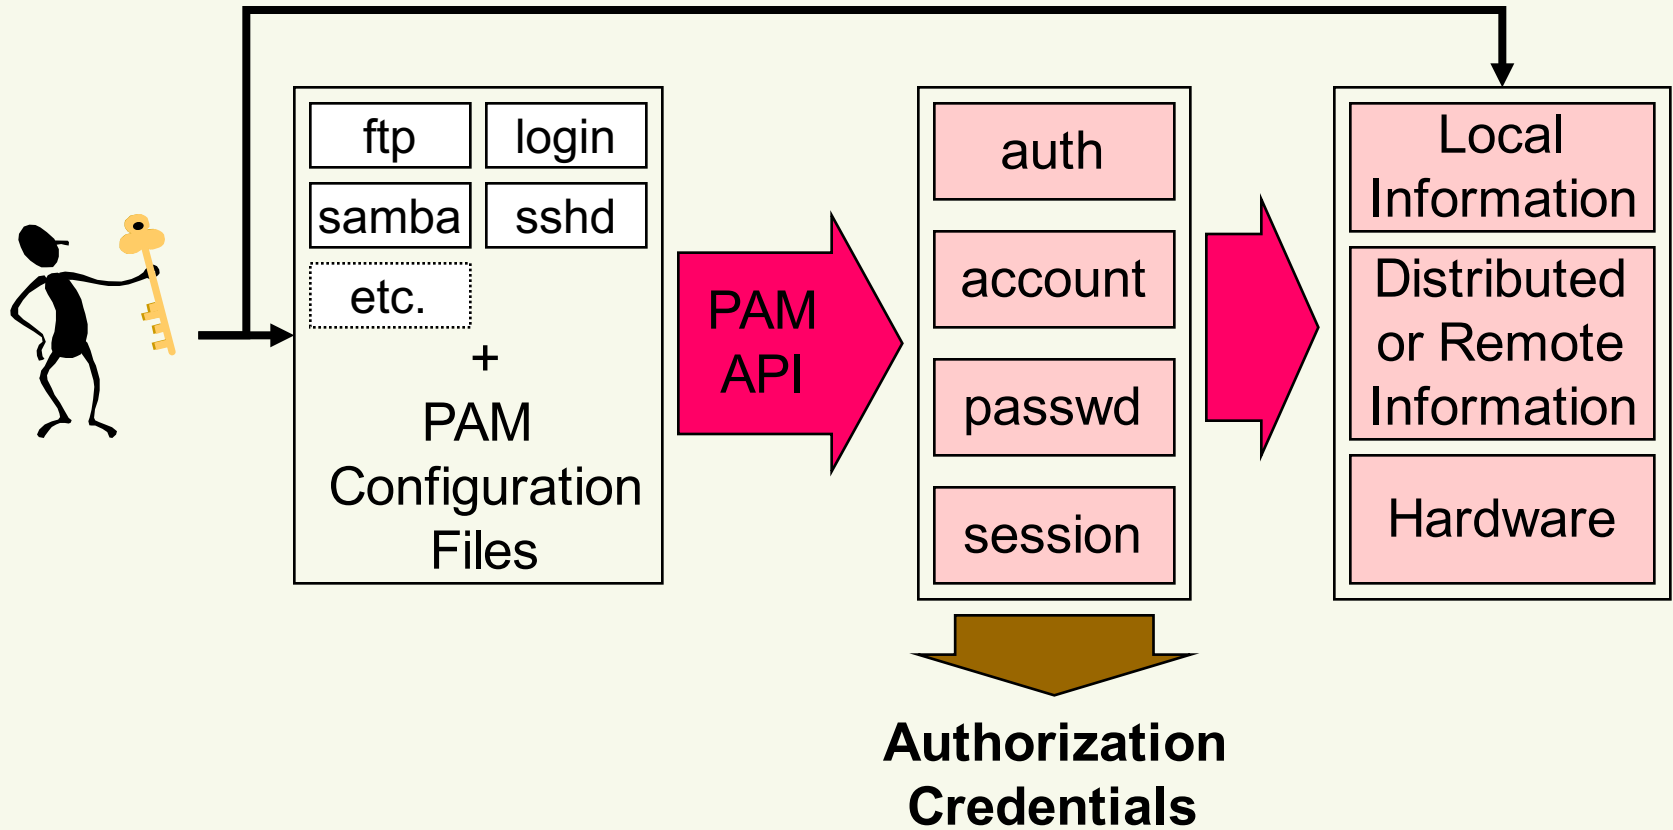 ftp
login
samba
sshd
etc.
+
PAM
Configuration
Files
PAM
API
auth
account
passwd
session
Local
Information
Distributed
or Remote
Information
Hardware
Authorization
Credentials